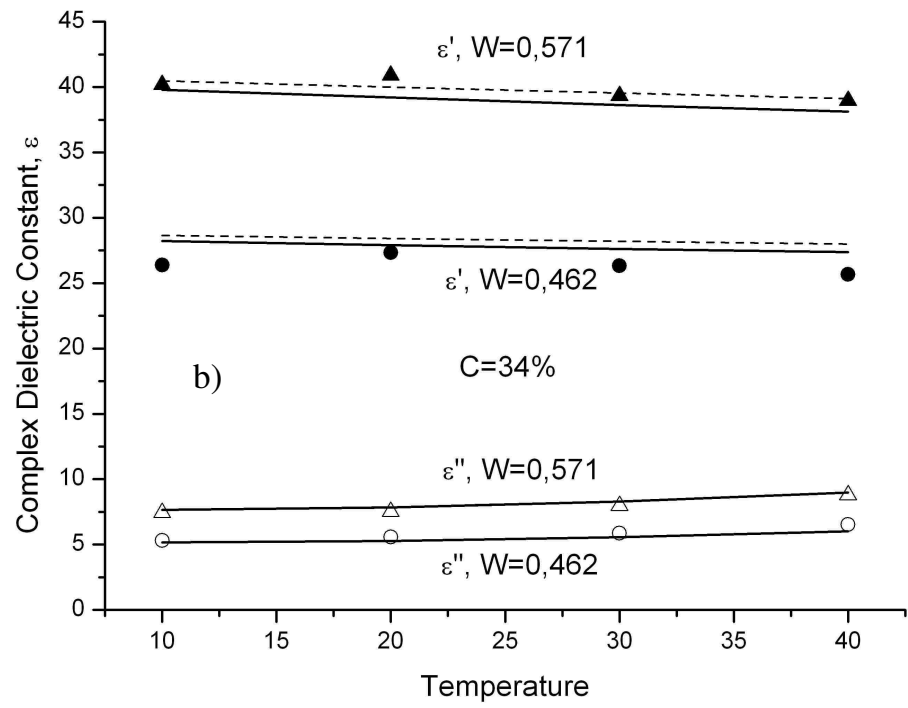 45
40
35
30
25
20
15
10
5
0
Complex Dielectric Constant, ε
ε', W=0,571
ε', W=0,462
b)
C=34%
ε", W=0,571
ε", W=0,462
10 15 20 25 30 35 40
Temperature